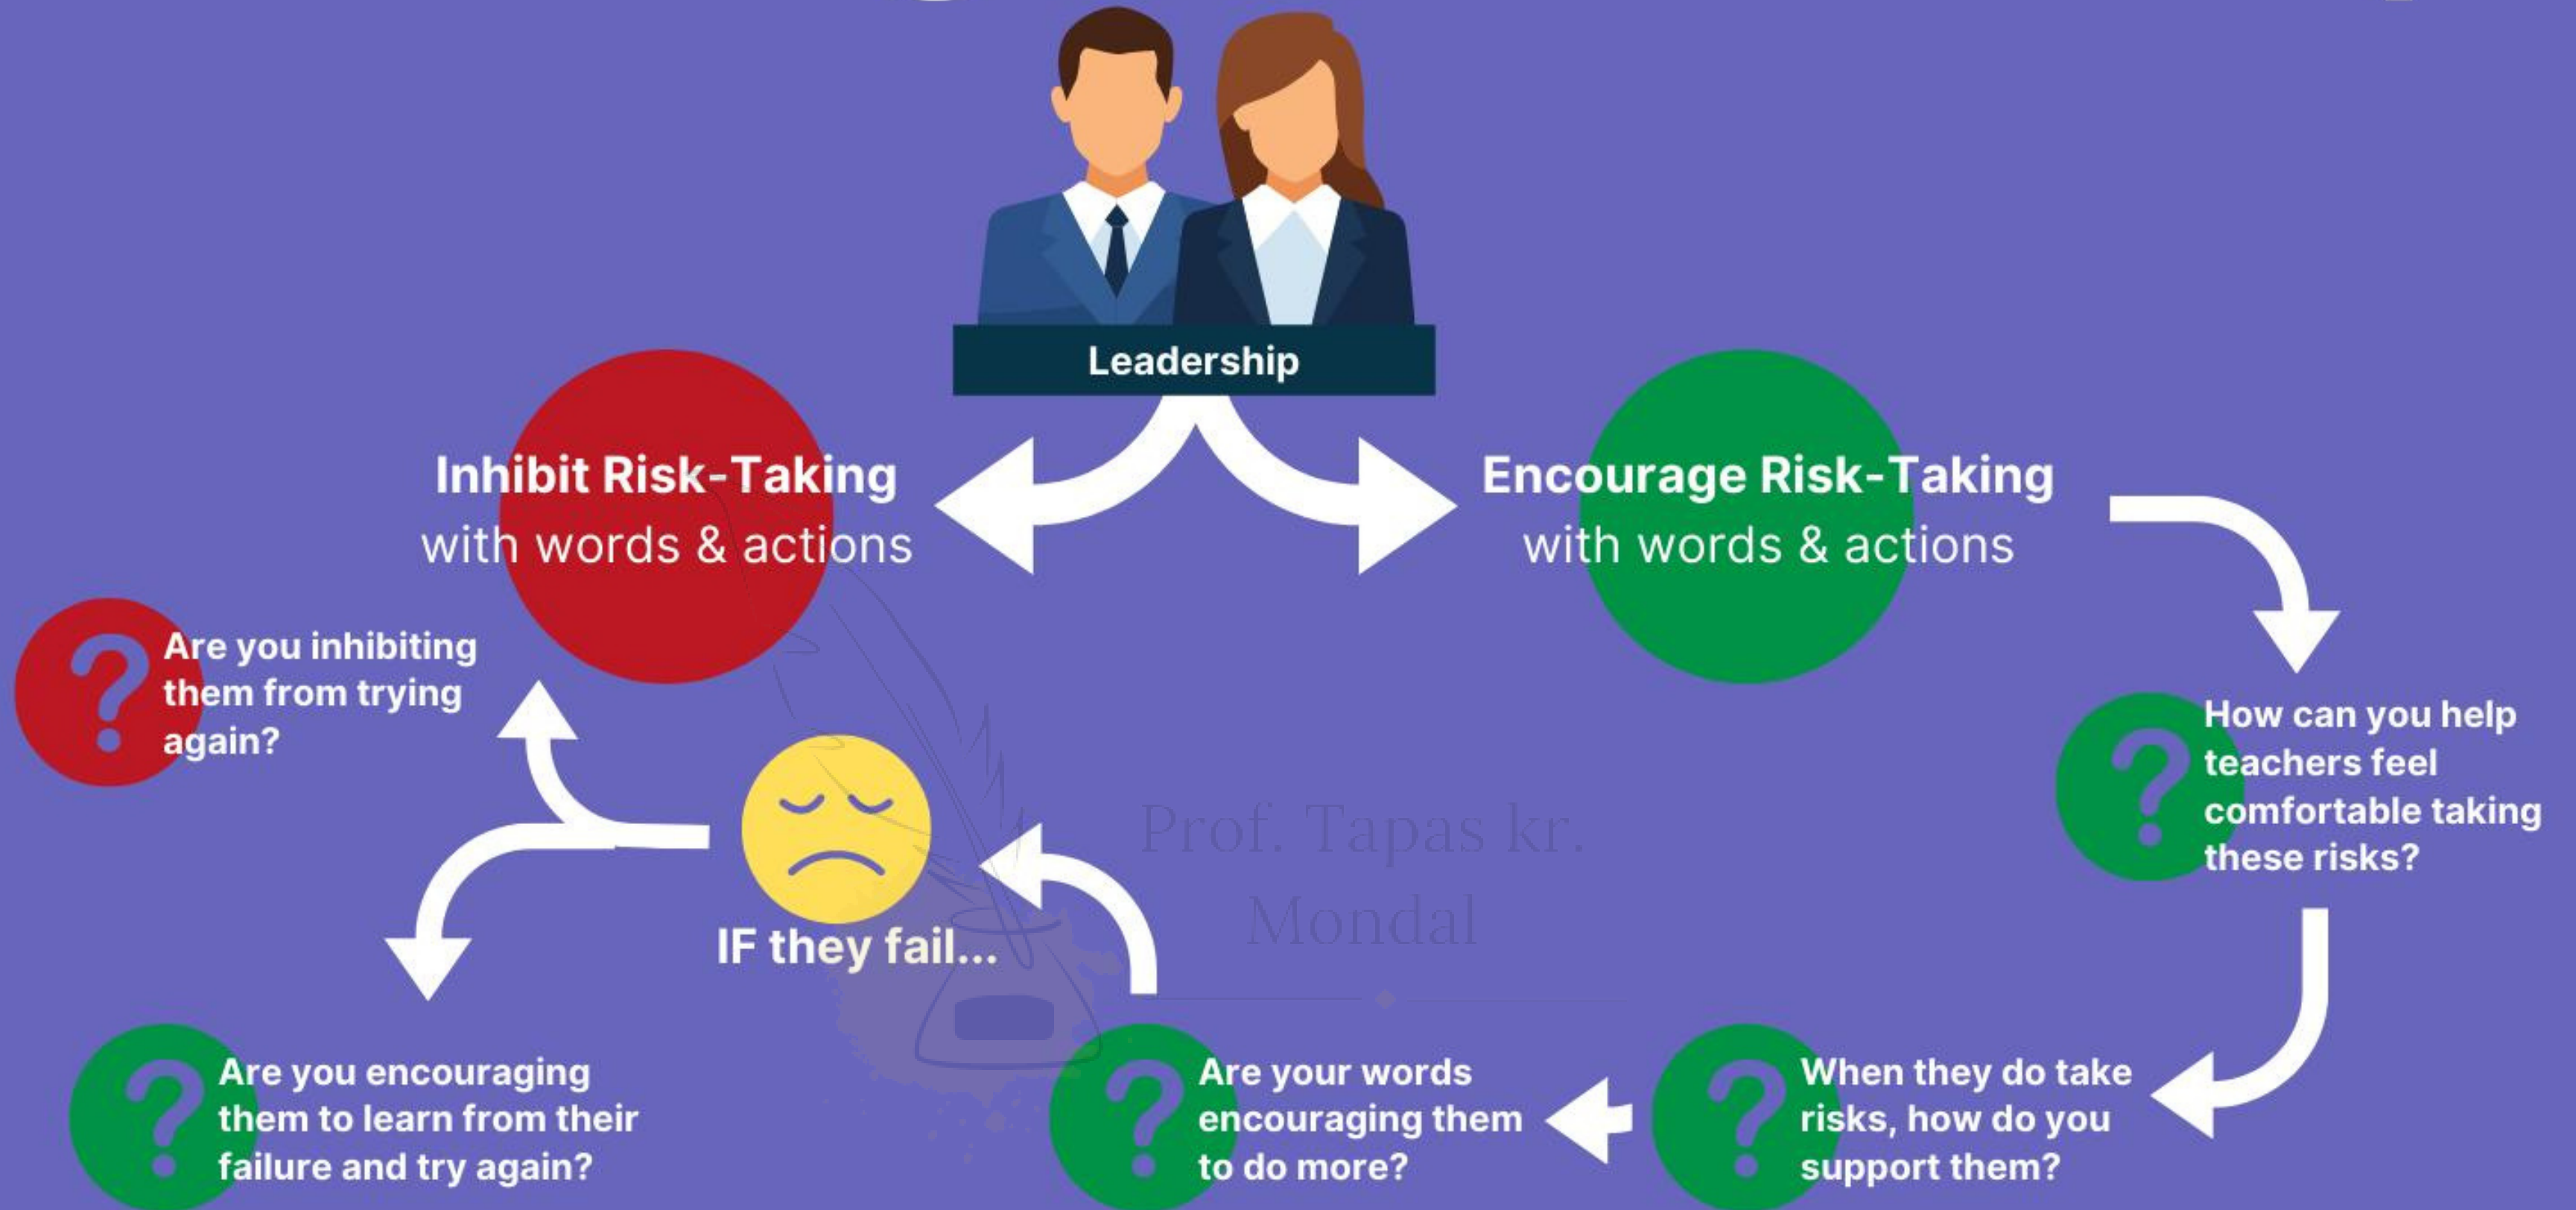 Leadership
Inhibit Risk-Taking
with words & actions
Encourage Risk-Taking
with words & actions
How can you help
teachers feel
comfortable taking
these risks?
When they do take
risks, how do you
support them?
Are your words
encouraging them
to do more?
IF they fail...
Are you inhibiting
them from trying
again?
Are you encouraging
them to learn from their
failure and try again?
Prof. Tapas kr.
Mondal